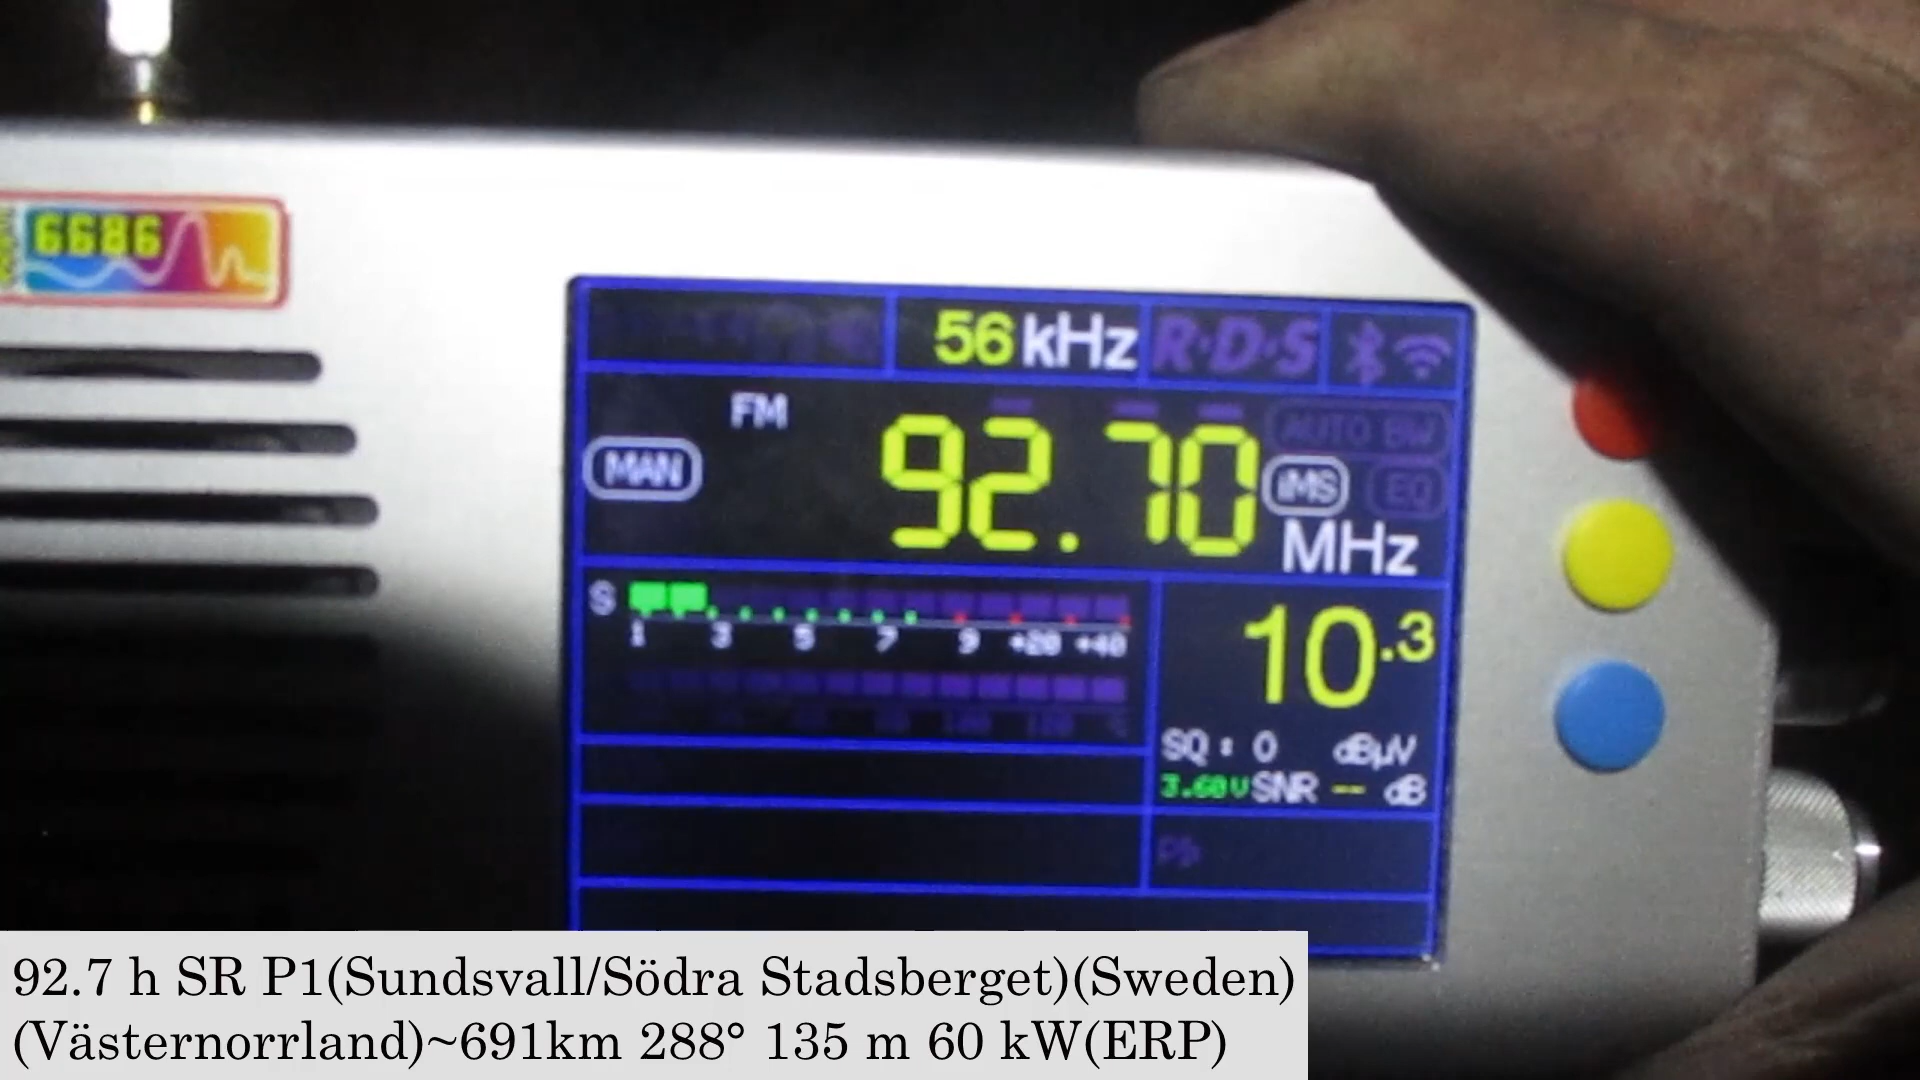 6686
56 kHz R·D·S
FM
AUTO BW
MAN
92.70
iMS
EQ
MHz
S
1 3 5 7 9 +20 +40
10.3
SQ: 0 dBµV
3.60V SNR -- dB
92.7 h SR P1(Sundsvall/Södra Stadsberget)(Sweden)
(Västernorrland)~691km 288° 135 m 60 kW(ERP)